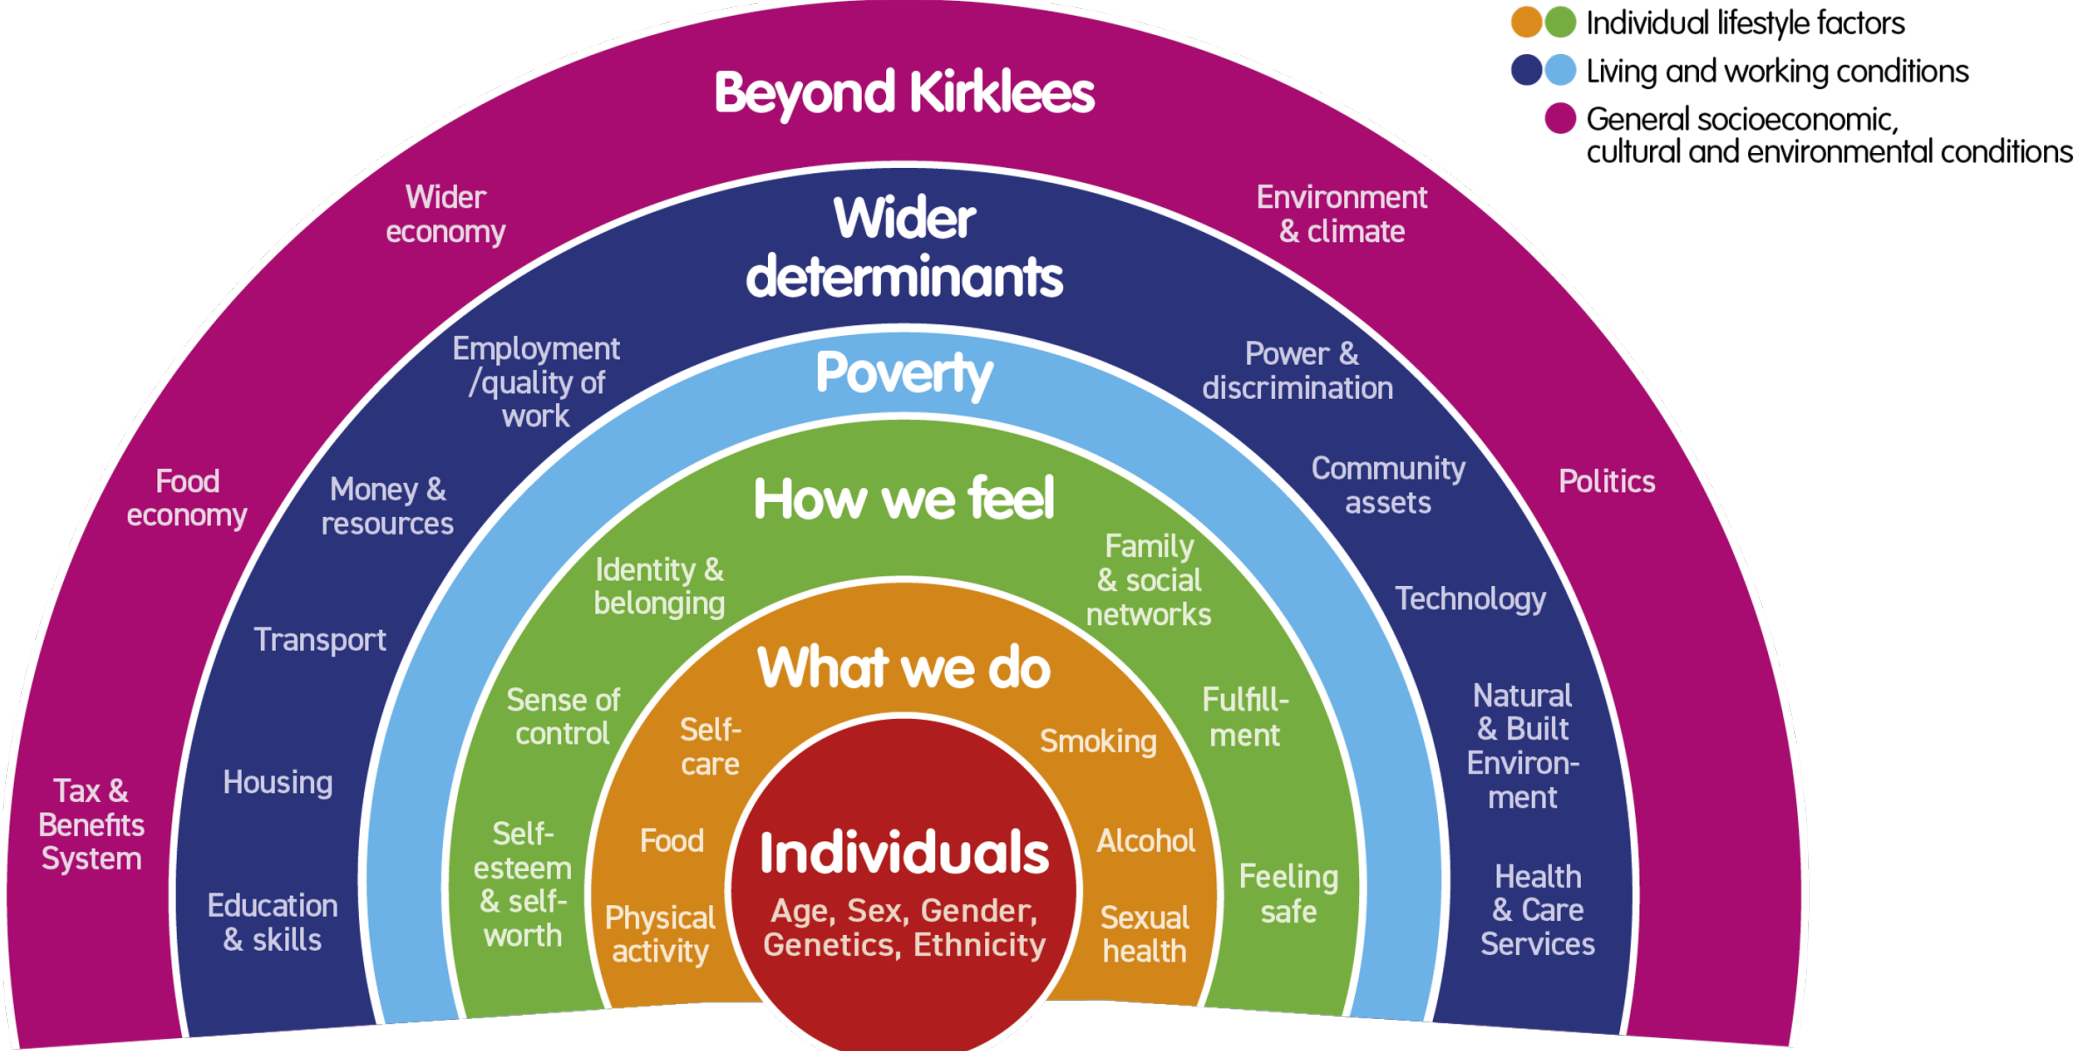 Individual lifestyle factors
Living and working conditions
General socioeconomic,
cultural and environmental conditions
Beyond Kirklees
Wider
economy
Environment
& climate
Food
economy
Politics
Tax &
Benefits
System
Wider
determinants
Employment
/quality of
work
Power &
discrimination
Money &
resources
Community
assets
Transport
Technology
Housing
Natural
& Built
Environ-
ment
Education
& skills
Health
& Care
Services
Poverty
How we feel
Identity &
belonging
Family
& social
networks
Sense of
control
Fulfill-
ment
Self-
esteem
& self-
worth
Feeling
safe
What we do
Self-
care
Smoking
Food
Alcohol
Physical
activity
Sexual
health
Individuals
Age, Sex, Gender,
Genetics, Ethnicity